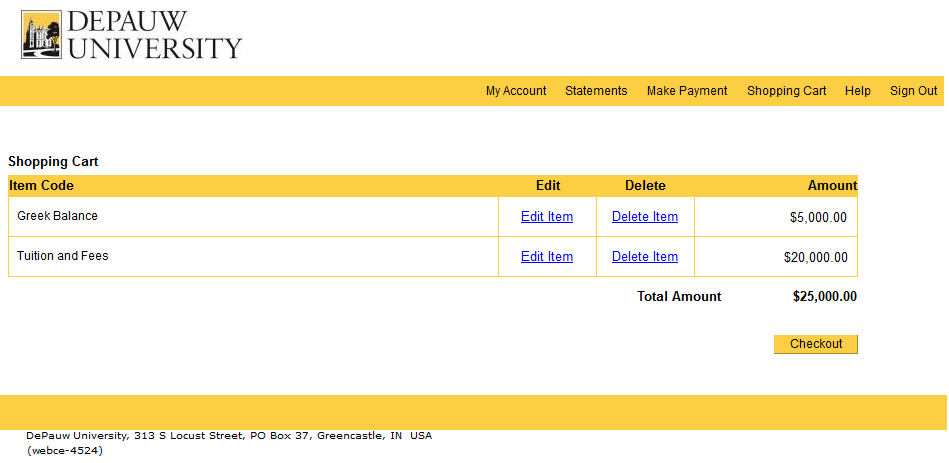 DEPAUW
UNIVERSITY
My Account Statements Make Payment Shopping Cart Help Sign Out
Shopping Cart
Item Code Edit Delete Amount
Greek Balance Edit Item Delete Item $5,000.00
Tuition and Fees Edit Item Delete Item $20,000.00
Total Amount $25,000.00
Checkout
DePauw University, 313 S Locust Street, PO Box 37, Greencastle, IN USA
(webce-4524)